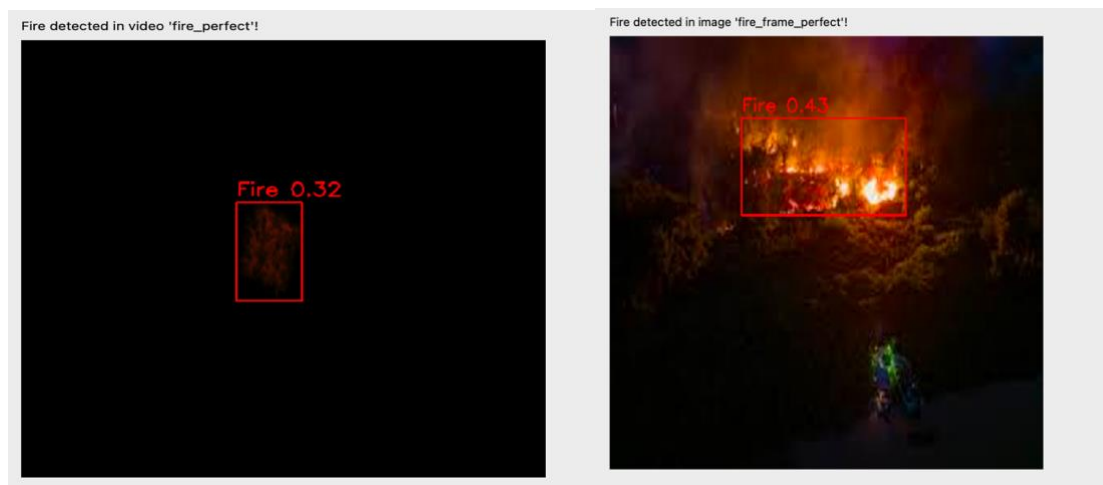 Fire detected in video 'fire_perfect'!
Fire 0.32
Fire detected in image 'fire_frame_perfect'!
Fire 0.43